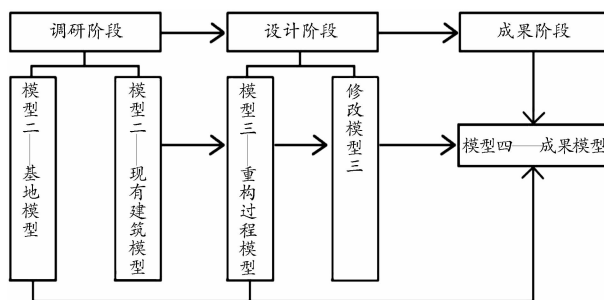 调研阶段
设计阶段
成果阶段
模型二——基地模型
模型二——现有建筑模型
模型三——重构过程模型
修改模型三
模型四——成果模型